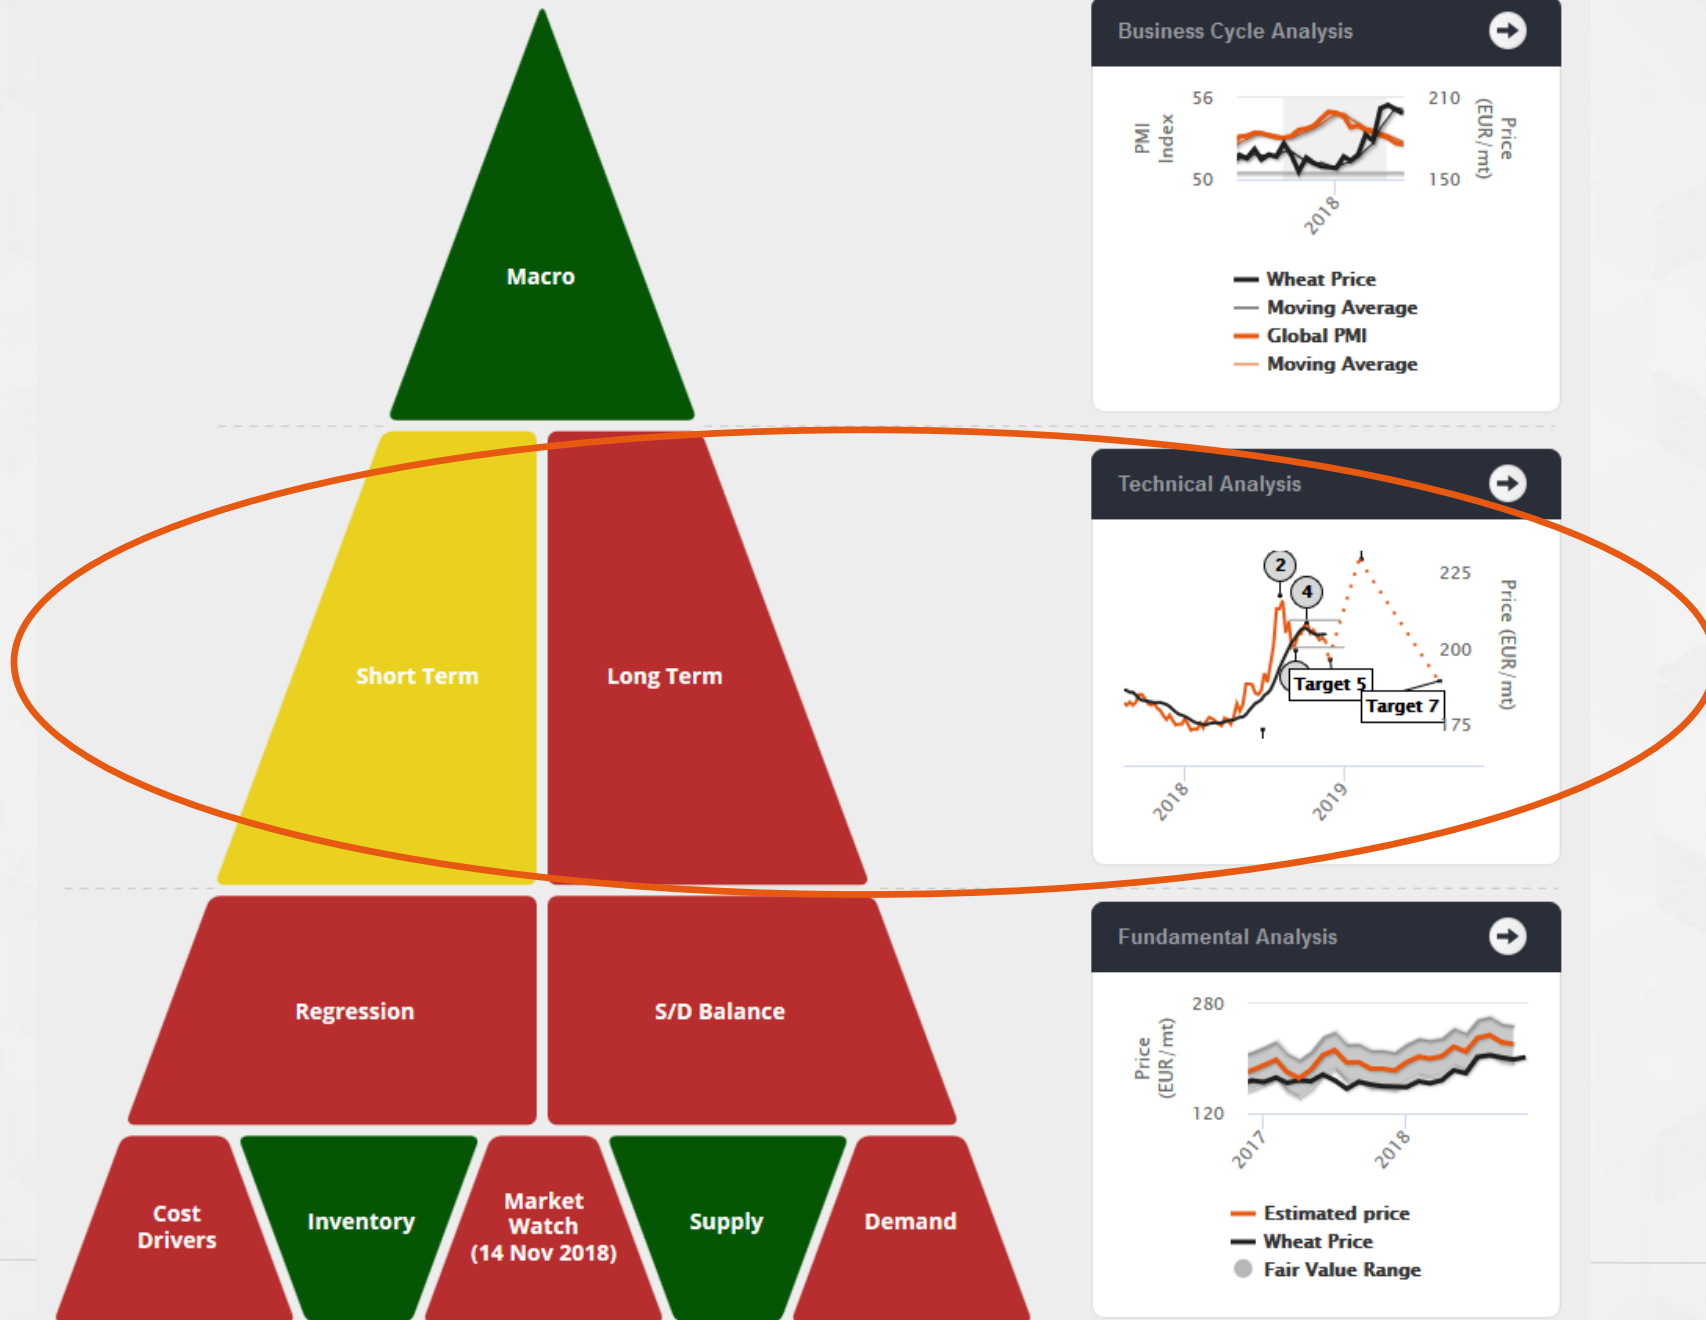 Macro
Short Term
Long Term
Regression
S/D Balance
Cost
Drivers
Inventory
Market
Watch
(14 Nov 2018)
Supply
Demand
Business Cycle Analysis
56
50
PMI
Index
210
150
Price
(EUR/mt)
2018
Wheat Price
Moving Average
Global PMI
Moving Average
Technical Analysis
2
4
Target 5
Target 7
225
200
175
Price (EUR/mt)
2018
2019
Fundamental Analysis
280
120
Price
(EUR/mt)
2017
2018
Estimated price
Wheat Price
Fair Value Range